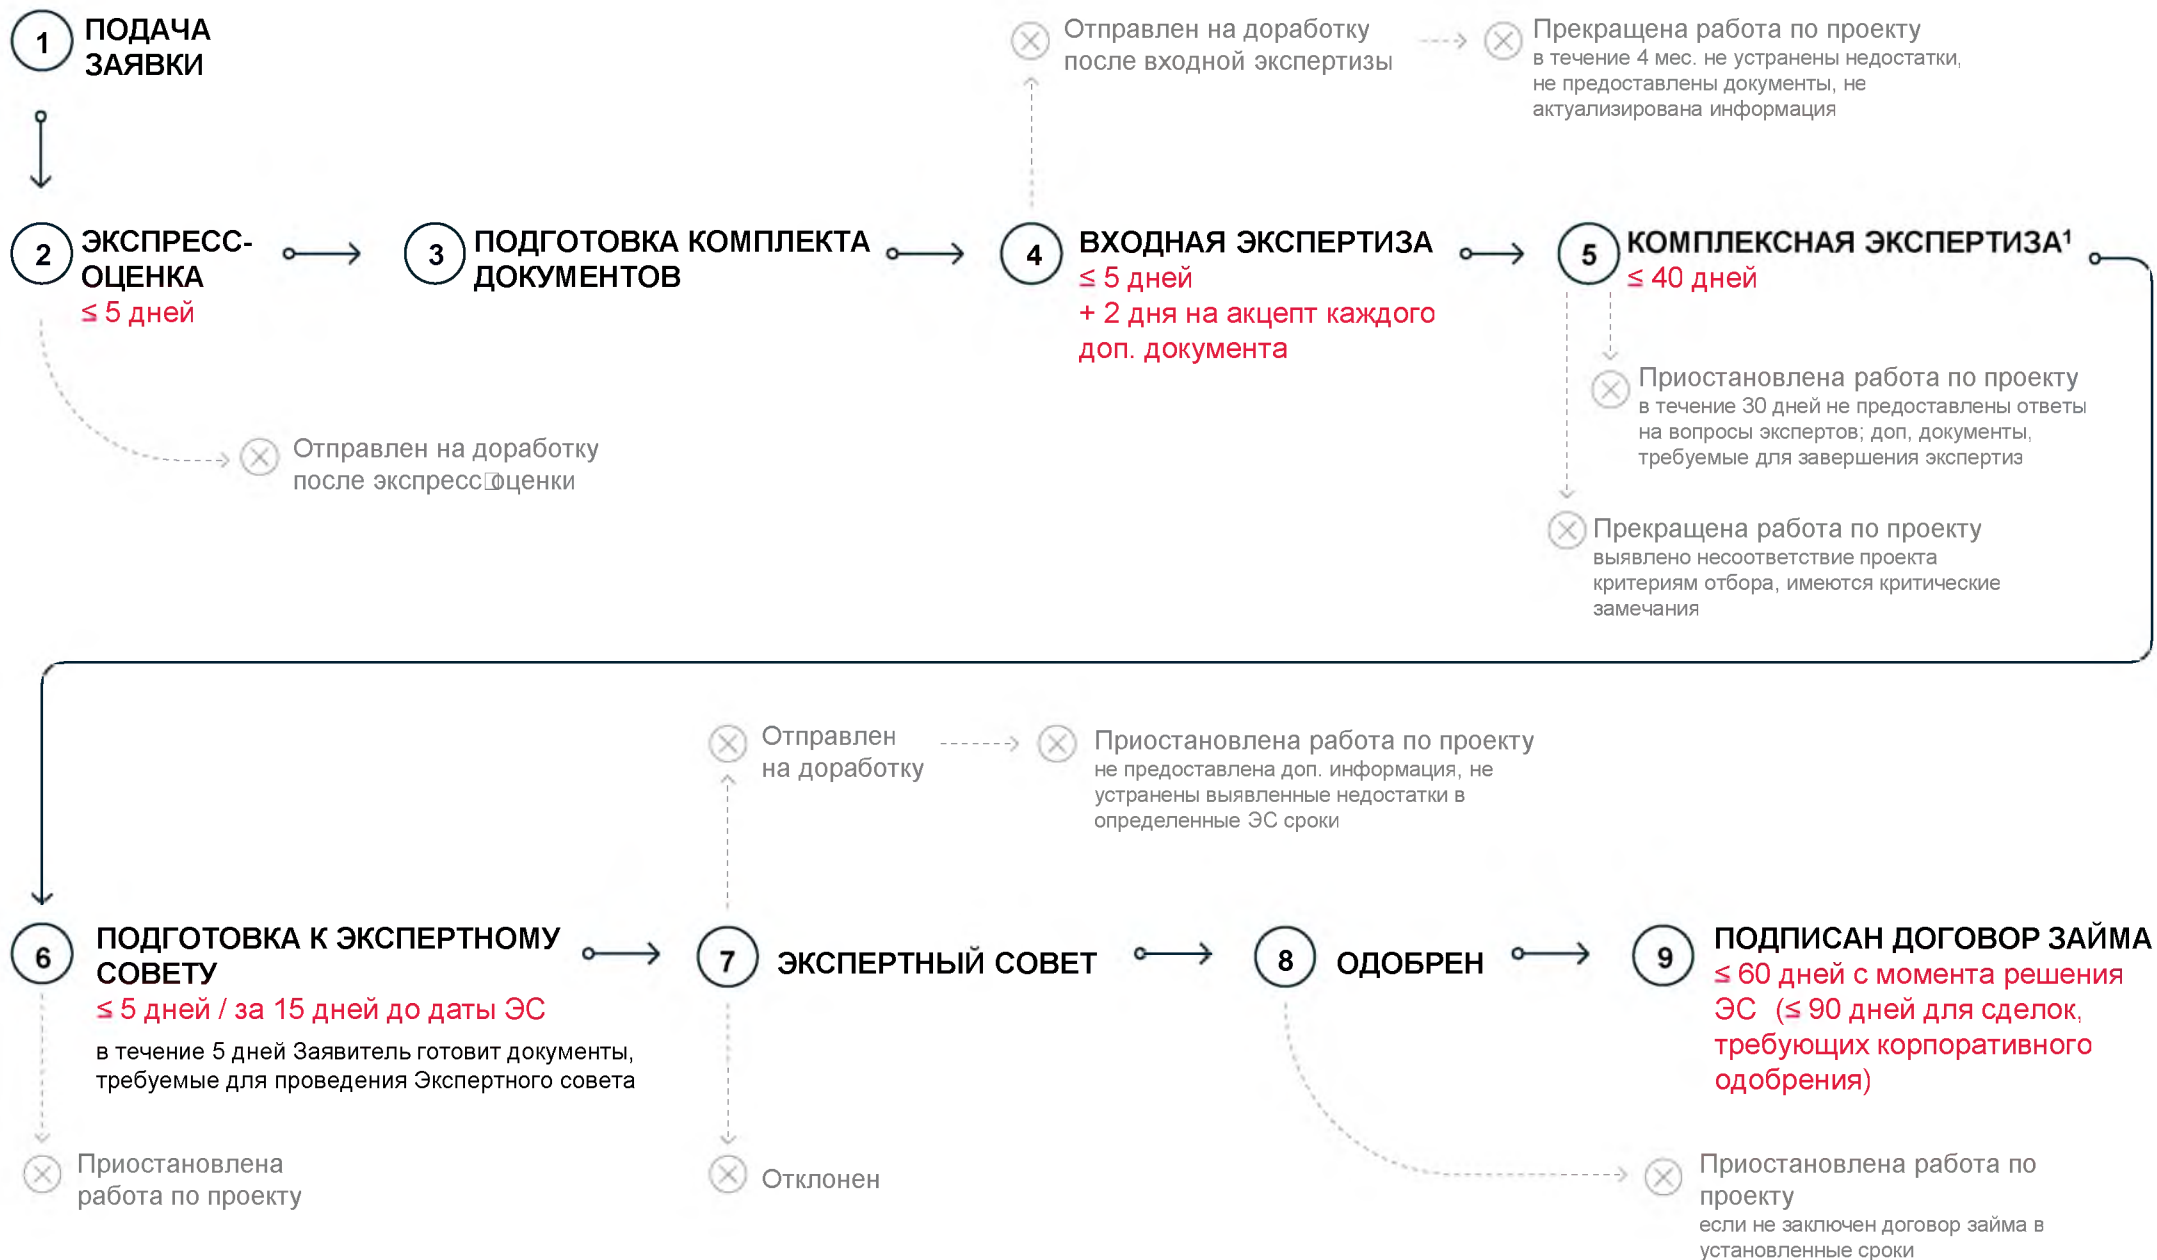 1
ПОДАЧА
ЗАЯВКИ
Отправлен на доработку
после входной экспертизы
Прекращена работа по проекту
в течение 4 мес. не устранены недостатки,
не предоставлены документы, не
актуализирована информация
2
ЭКСПРЕСС-
ОЦЕНКА
≤ 5 дней
3
ПОДГОТОВКА КОМПЛЕКТА
ДОКУМЕНТОВ
4
ВХОДНАЯ ЭКСПЕРТИЗА
≤ 5 дней
+ 2 дня на акцепт каждого
доп. документа
5
КОМПЛЕКСНАЯ ЭКСПЕРТИЗА¹
≤ 40 дней
Отправлен на доработку
после экспресс□оценки
Приостановлена работа по проекту
в течение 30 дней не предоставлены ответы
на вопросы экспертов; доп, документы,
требуемые для завершения экспертиз
Прекращена работа по проекту
выявлено несоответствие проекта
критериям отбора, имеются критические
замечания
Отправлен
на доработку
Приостановлена работа по проекту
не предоставлена доп. информация, не
устранены выявленные недостатки в
определенные ЭС сроки
6
ПОДГОТОВКА К ЭКСПЕРТНОМУ
СОВЕТУ
≤ 5 дней / за 15 дней до даты ЭС
в течение 5 дней Заявитель готовит документы,
требуемые для проведения Экспертного совета
7
ЭКСПЕРТНЫЙ СОВЕТ
8
ОДОБРЕН
9
ПОДПИСАН ДОГОВОР ЗАЙМА
≤ 60 дней с момента решения
ЭС (≤ 90 дней для сделок,
требующих корпоративного
одобрения)
Приостановлена
работа по проекту
Отклонен
Приостановлена работа по
проекту
если не заключен договор займа в
установленные сроки